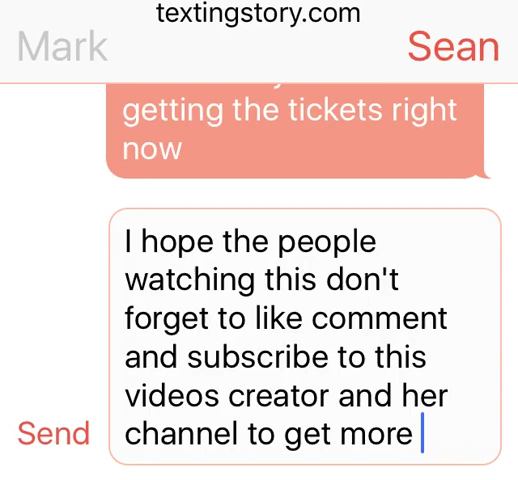 textingstory.com
Mark
Sean
getting the tickets right
now
I hope the people
watching this don't
forget to like comment
and subscribe to this
videos creator and her
channel to get more
Send